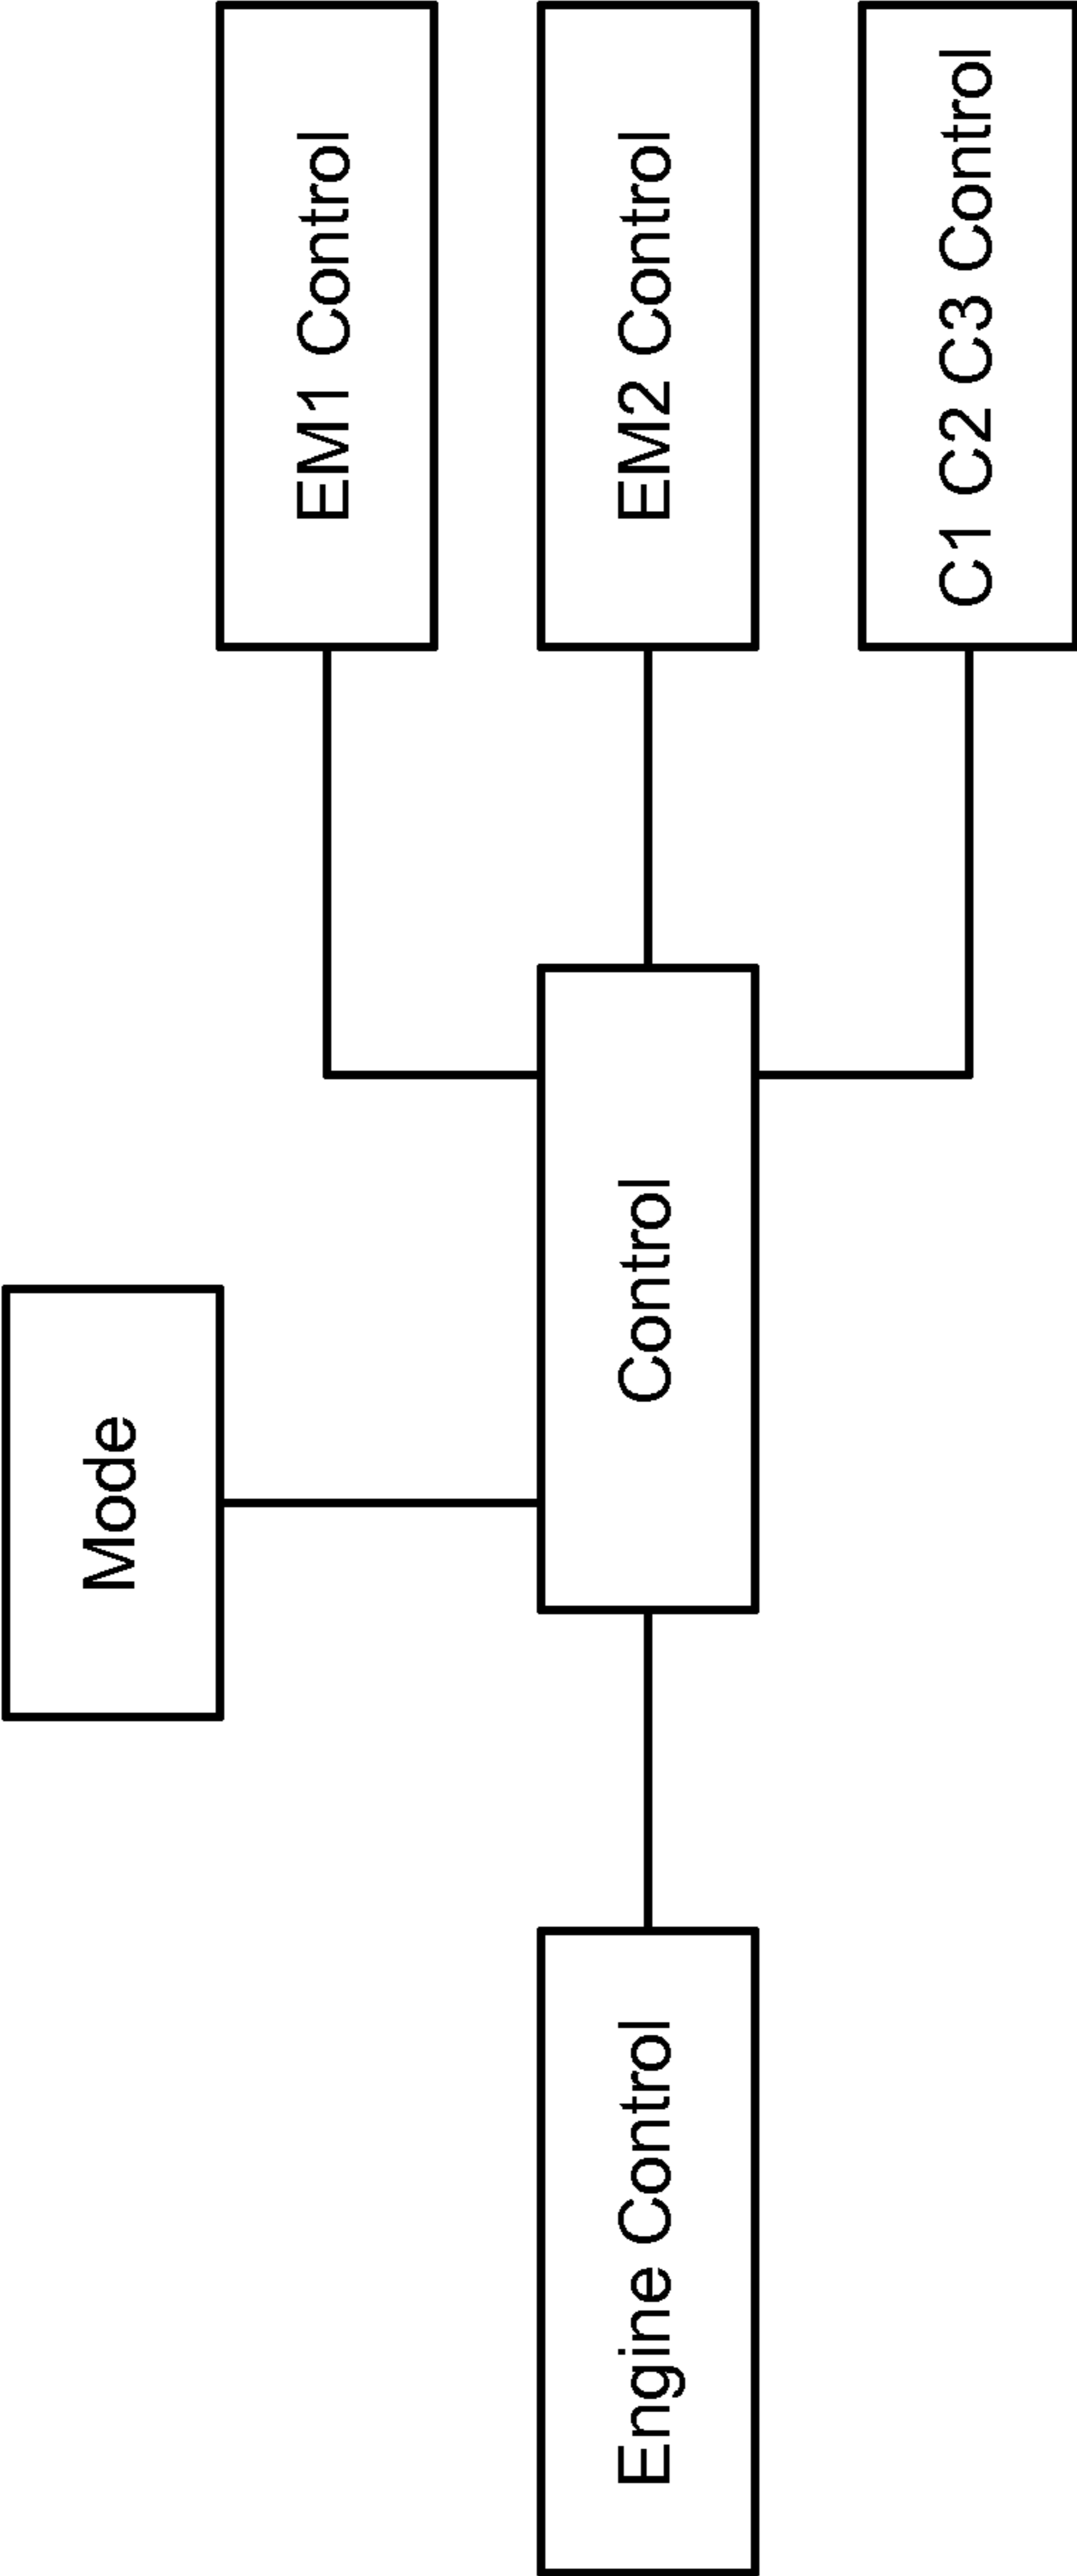 Mode
EM1 Control
Engine Control
Control
EM2 Control
C1 C2 C3 Control